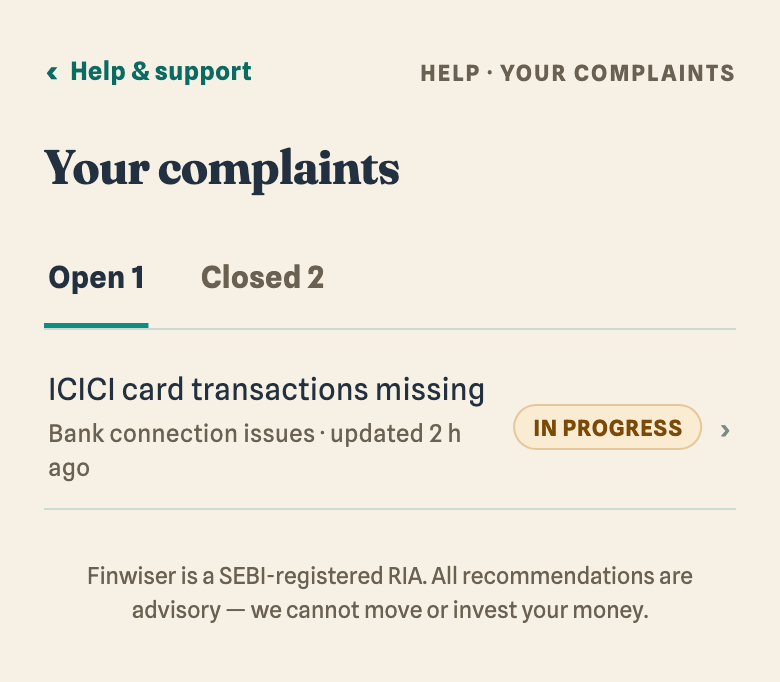 ‹ Help & support
HELP · YOUR COMPLAINTS
Your complaints
Open 1
Closed 2
ICICI card transactions missing
Bank connection issues · updated 2 h
ago
IN PROGRESS ›
Finwiser is a SEBI-registered RIA. All recommendations are
advisory — we cannot move or invest your money.